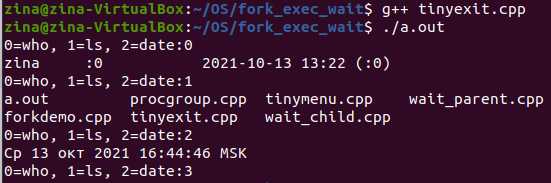 zina@zina-VirtualBox:~/OS/fork_exec_wait$ g++ tinyexit.cpp
zina@zina-VirtualBox:~/OS/fork_exec_wait$ ./a.out
0=who, 1=ls, 2=date:0
zina     :0           2021-10-13 13:22 (:0)
0=who, 1=ls, 2=date:1
a.out         procgroup.cpp  tinymenu.cpp    wait_parent.cpp
forkdemo.cpp  tinyexit.cpp   wait_child.cpp
0=who, 1=ls, 2=date:2
Ср 13 окт 2021 16:44:46 MSK
0=who, 1=ls, 2=date:3